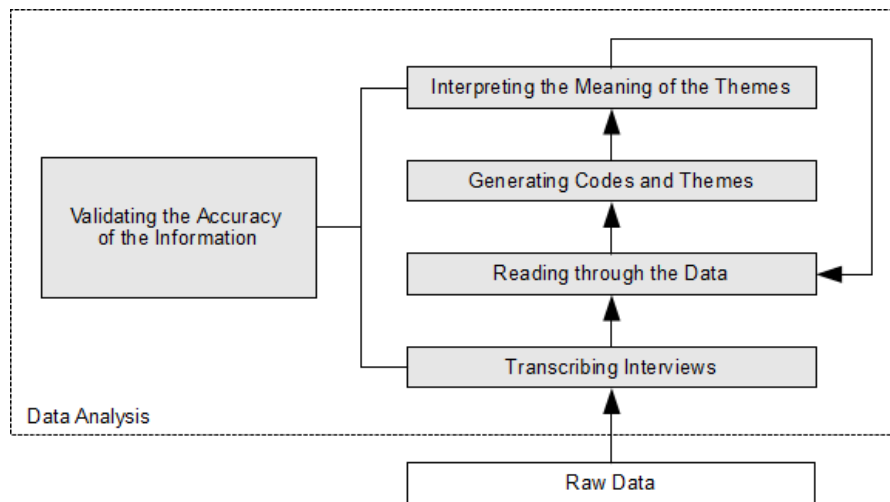 Interpreting the Meaning of the Themes
Generating Codes and Themes
Validating the Accuracy
of the Information
Reading through the Data
Transcribing Interviews
Data Analysis
Raw Data